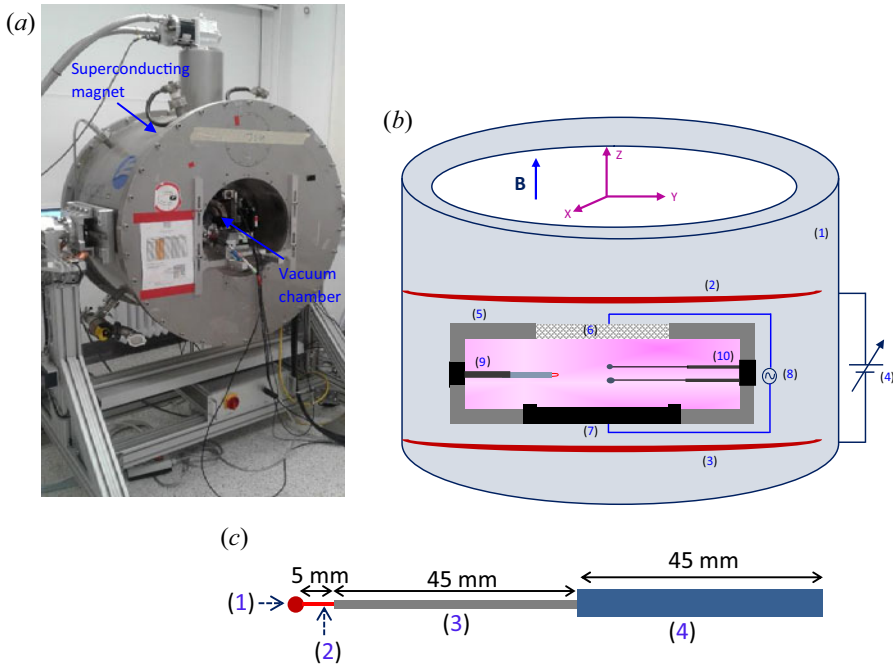 (a)
Superconducting
magnet
Vacuum
chamber
(b)
B
Z
Y
X
(1)
(2)
(5)
(6)
(9)
(10)
(8)
(4)
(7)
(3)
(c)
5 mm
45 mm
45 mm
(1)
(2)
(3)
(4)